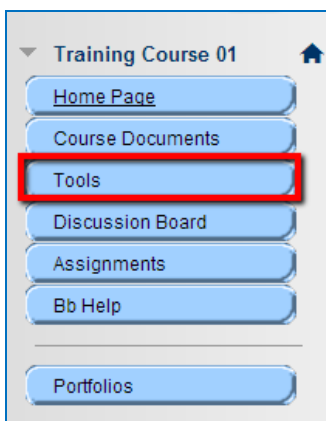 Training Course 01
Home Page
Course Documents
Tools
Discussion Board
Assignments
Bb Help
Portfolios